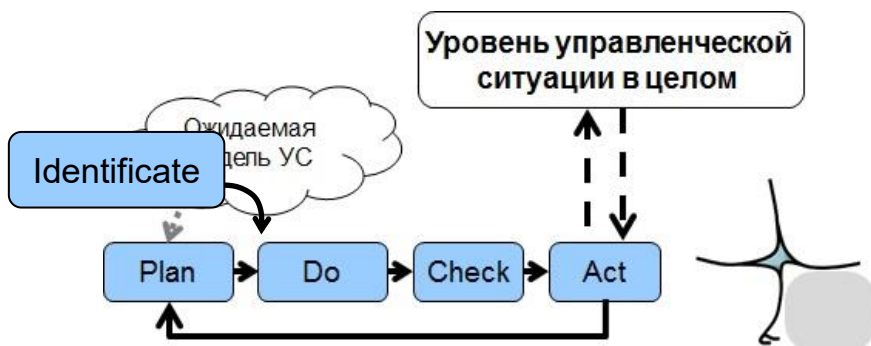 Уровень управленческой
ситуации в целом
Ожидаемая
дель УС
Identificate
Plan
Do
Check
Act